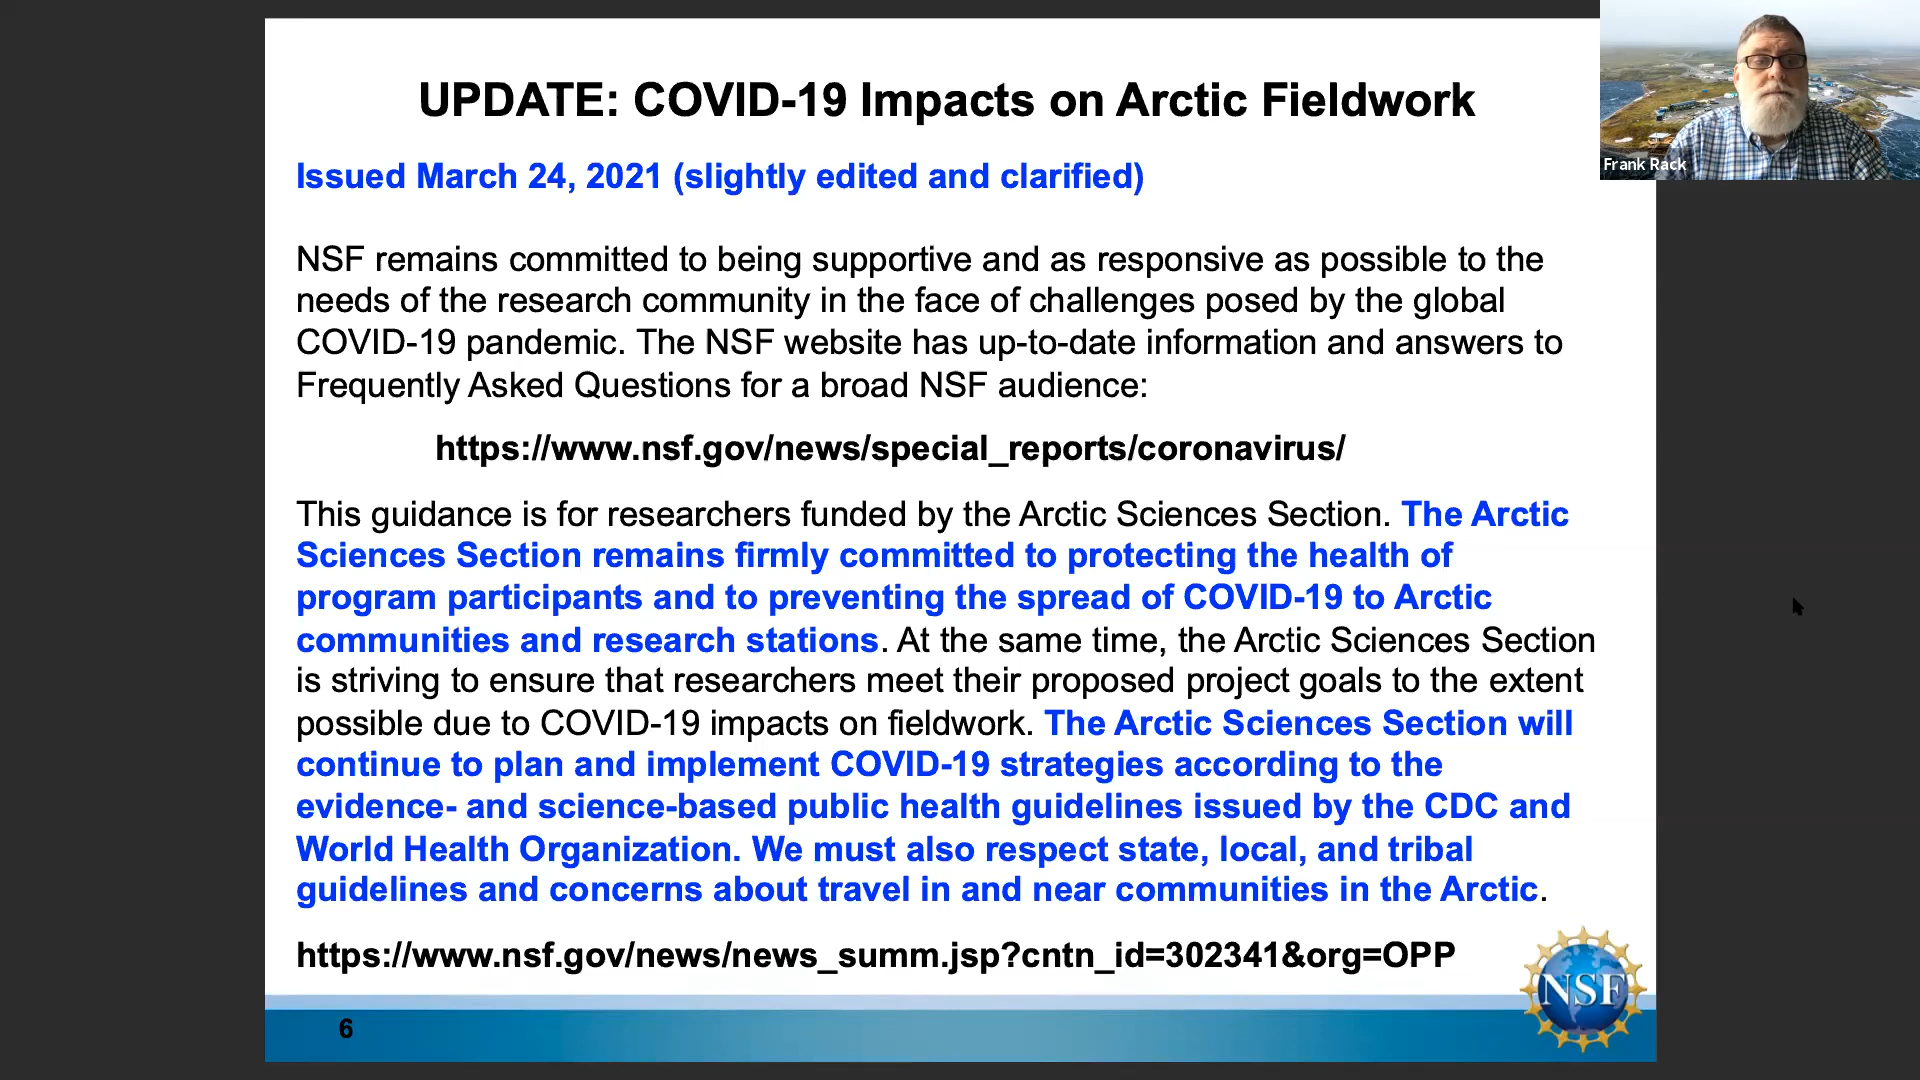 UPDATE: COVID-19 Impacts on Arctic Fieldwork
Frank Rack
Issued March 24, 2021 (slightly edited and clarified)
NSF remains committed to being supportive and as responsive as possible to the
needs of the research community in the face of challenges posed by the global
COVID-19 pandemic. The NSF website has up-to-date information and answers to
Frequently Asked Questions for a broad NSF audience:
https://www.nsf.gov/news/special_reports/coronavirus/
This guidance is for researchers funded by the Arctic Sciences Section. The Arctic
Sciences Section remains firmly committed to protecting the health of
program participants and to preventing the spread of COVID-19 to Arctic
communities and research stations. At the same time, the Arctic Sciences Section
is striving to ensure that researchers meet their proposed project goals to the extent
possible due to COVID-19 impacts on fieldwork. The Arctic Sciences Section will
continue to plan and implement COVID-19 strategies according to the
evidence- and science-based public health guidelines issued by the CDC and
World Health Organization. We must also respect state, local, and tribal
guidelines and concerns about travel in and near communities in the Arctic.
https://www.nsf.gov/news/news_summ.jsp?cntn_id=302341&org=OPP
NSF
6